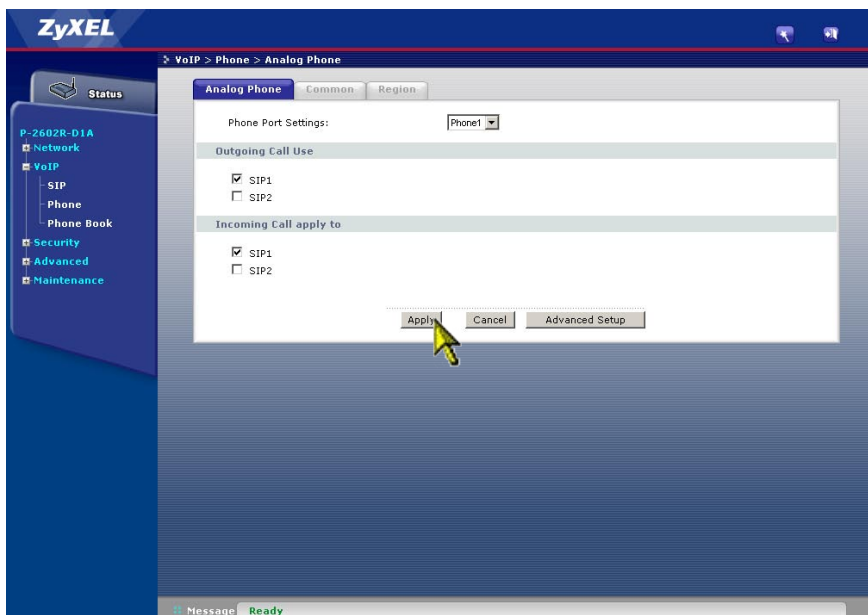 ZyXEL
VoIP > Phone > Analog Phone
Status
P-2602R-D1A
Network
VoIP
SIP
Phone
Phone Book
Security
Advanced
Maintenance
Analog Phone Common Region
Phone Port Settings: Phone1
Outgoing Call Use
SIP1
SIP2
Incoming Call apply to
SIP1
SIP2
Apply Cancel Advanced Setup
Message Ready